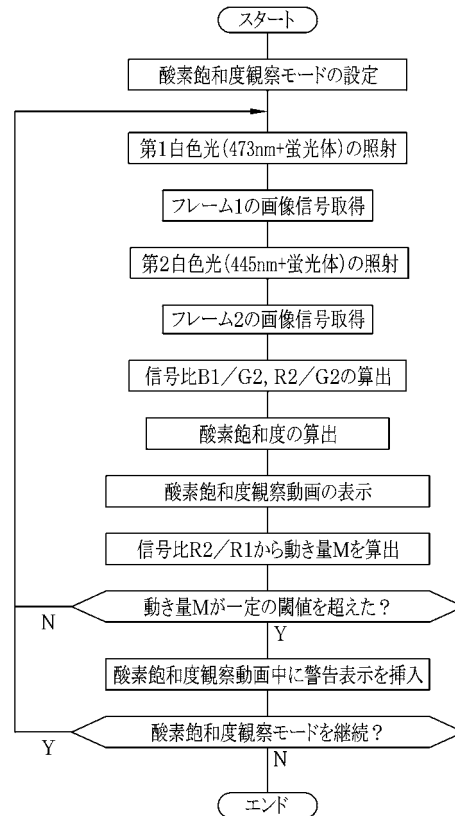 スタート
酸素飽和度観察モードの設定
第1白色光(473nm+蛍光体)の照射
フレーム1の画像信号取得
第2白色光(445nm+蛍光体)の照射
フレーム2の画像信号取得
信号比B1/G2, R2/G2の算出
酸素飽和度の算出
酸素飽和度観察動画の表示
信号比R2/R1から動き量Mを算出
動き量Mが一定の閾値を超えた?
N
Y
酸素飽和度観察動画中に警告表示を挿入
酸素飽和度観察モードを継続?
Y
N
エンド